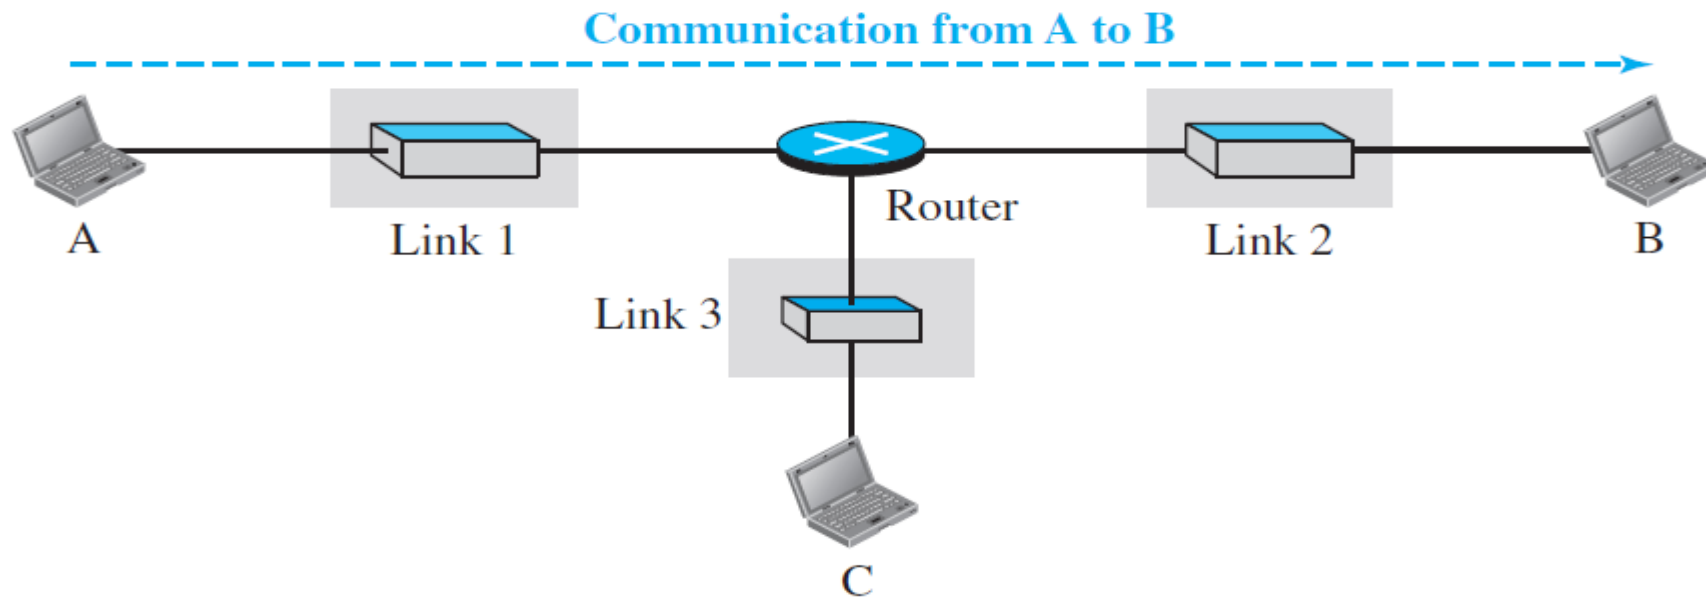 Communication from A to B
Router
A
Link 1
Link 2
B
Link 3
C